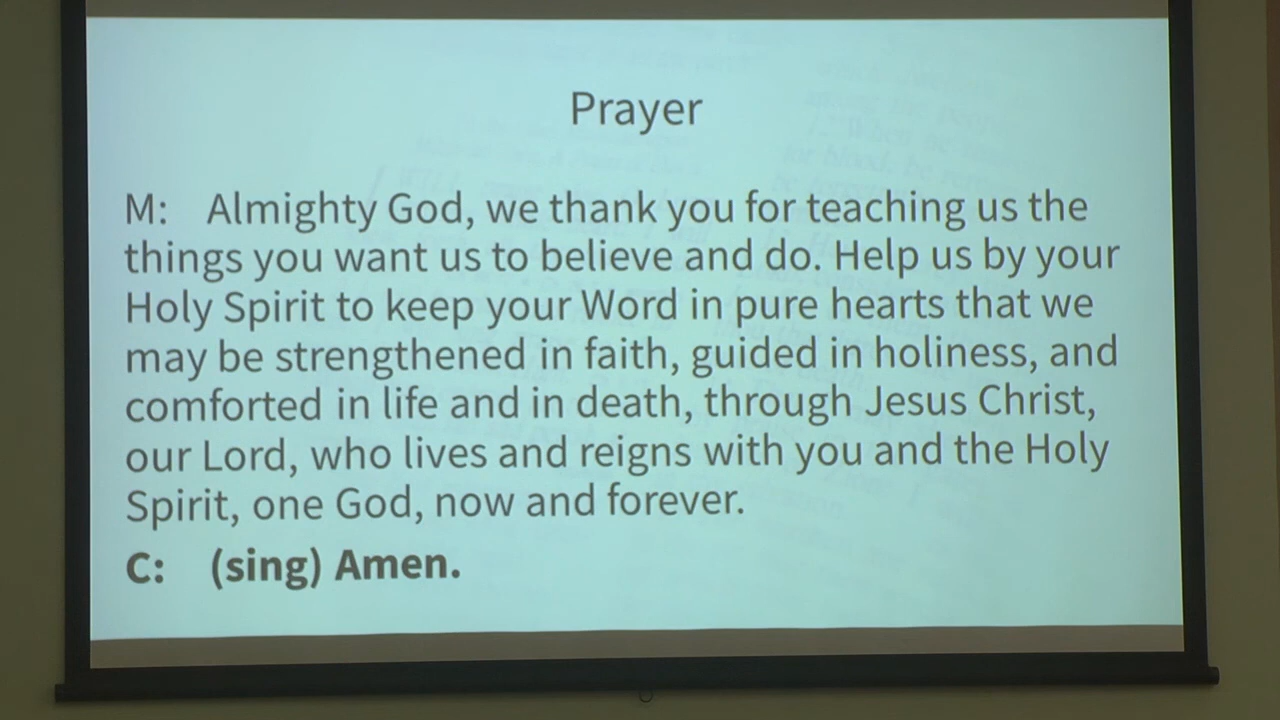 Prayer
M: Almighty God, we thank you for teaching us the
things you want us to believe and do. Help us by your
Holy Spirit to keep your Word in pure hearts that we
may be strengthened in faith, guided in holiness, and
comforted in life and in death, through Jesus Christ,
our Lord, who lives and reigns with you and the Holy
Spirit, one God, now and forever.
C: (sing) Amen.